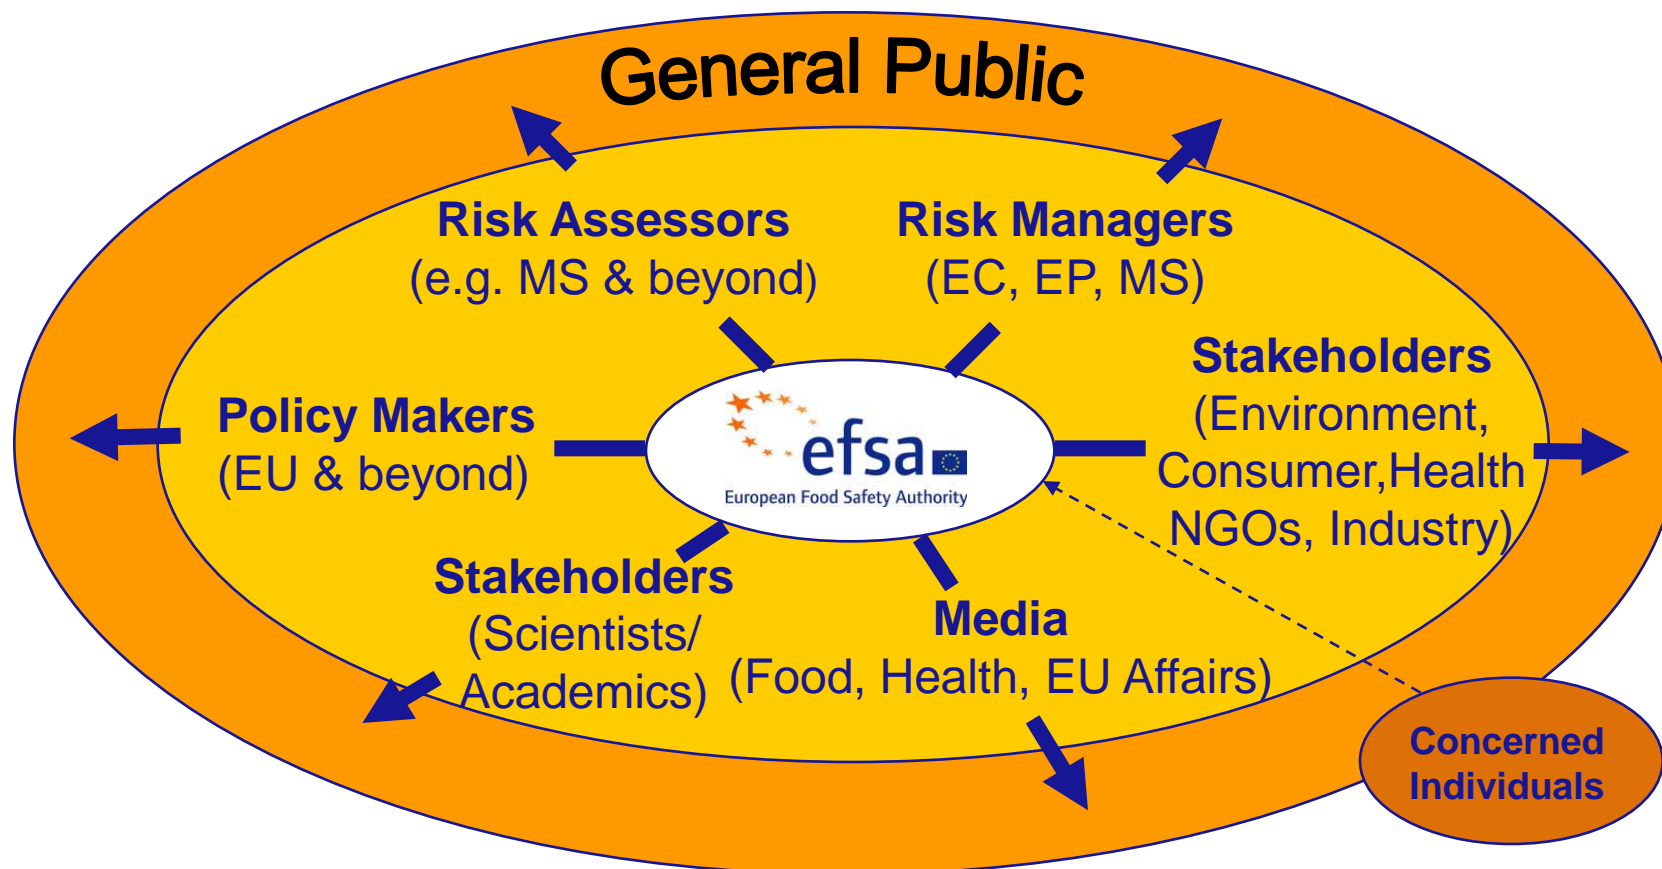 General Public
Risk Assessors
(e.g. MS & beyond)
Risk Managers
(EC, EP, MS)
Stakeholders
(Environment,
Consumer,Health
NGOs, Industry)
Policy Makers
(EU & beyond)
efsa
European Food Safety Authority
Stakeholders
(Scientists/
Academics)
Media
(Food, Health, EU Affairs)
Concerned
Individuals